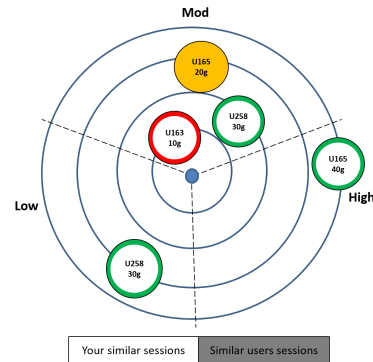 Mod
U165
20g
U258
30g
U163
10g
U165
40g
High
Low
U258
30g
Your similar sessions
Similar users sessions